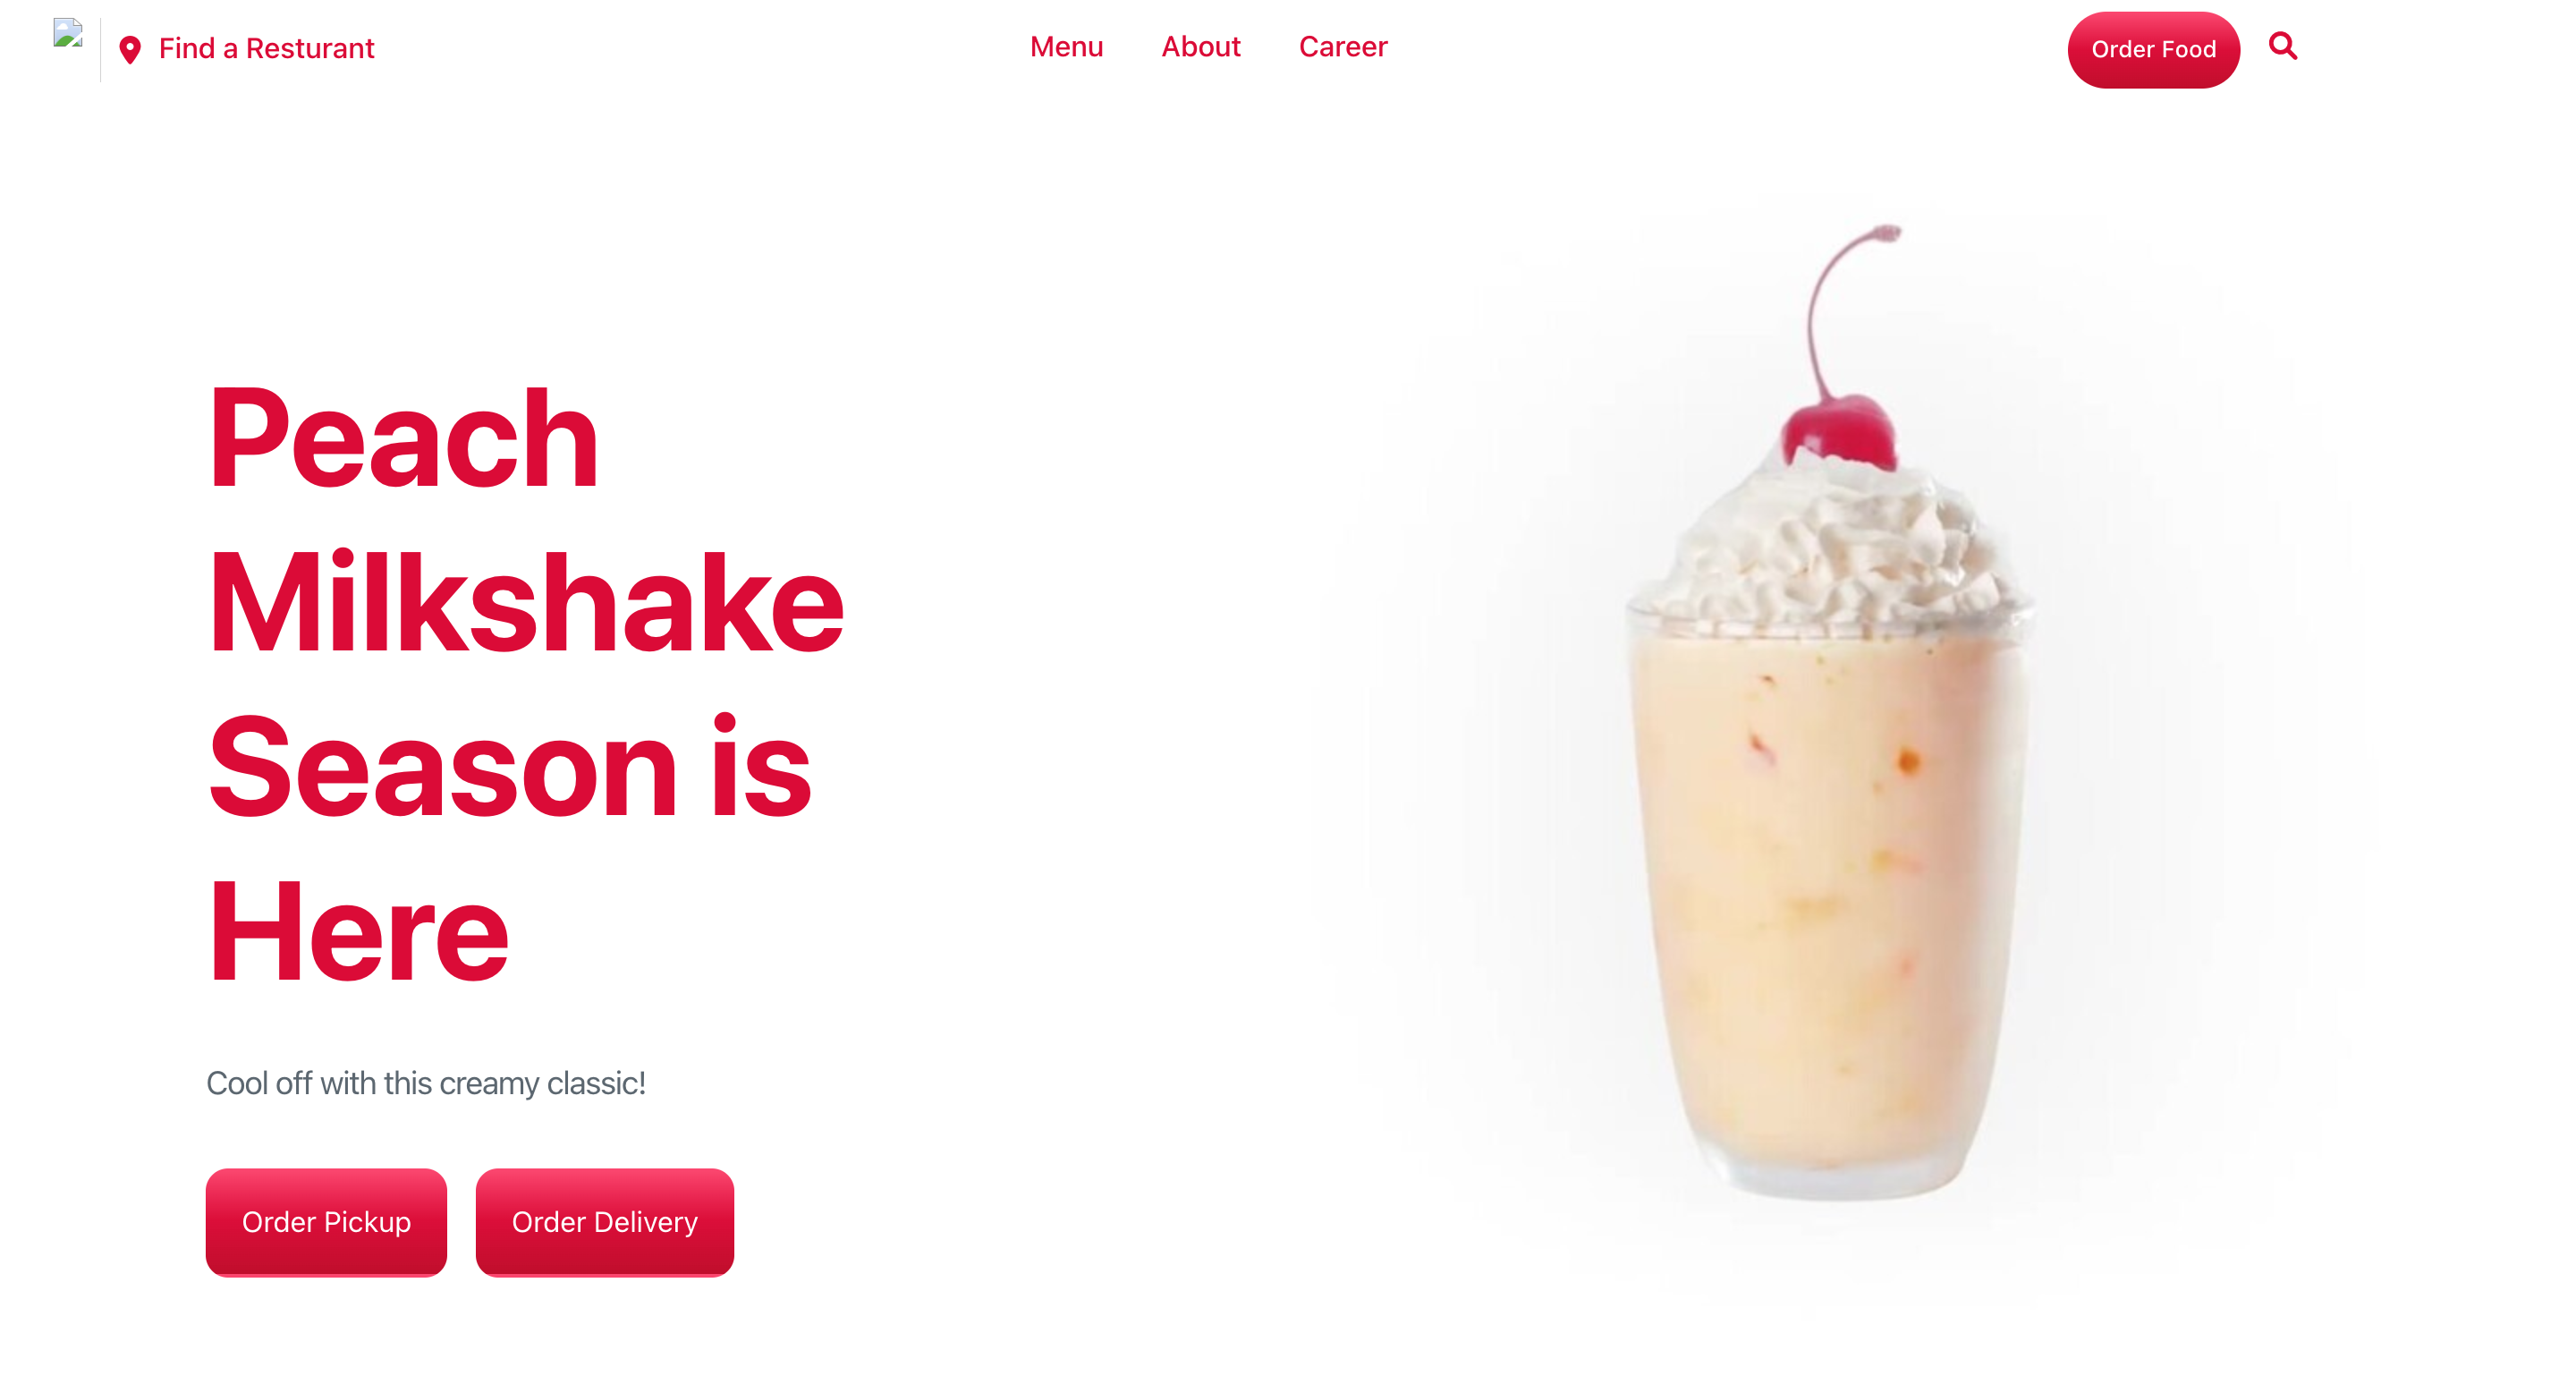 Find a Resturant
Menu
About
Career
Order Food
Peach
Milkshake
Season is
Here
Cool off with this creamy classic!
Order Pickup
Order Delivery